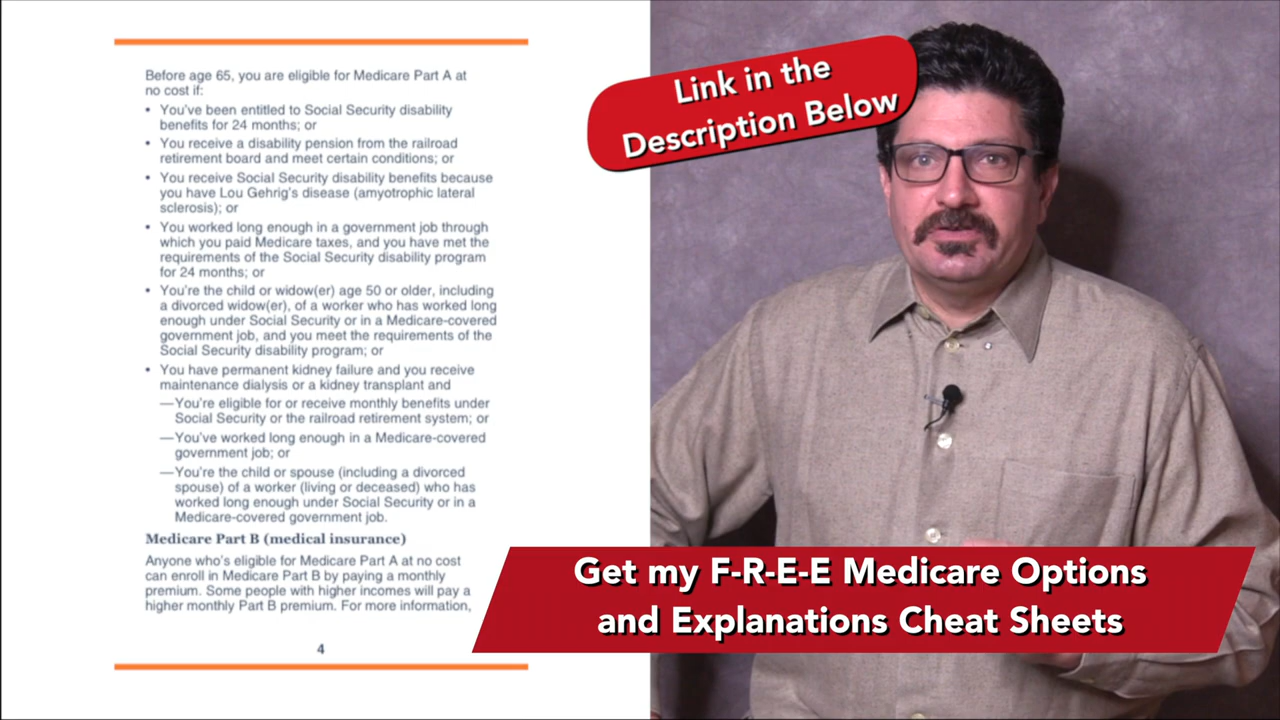 Before age 65, you are eligible for Medicare Part A at
no cost if:
• You've been entitled to Social Security disability
benefits for 24 months; or
• You receive a disability pension from the railroad
retirement board and meet certain conditions; or
• You receive Social Security disability benefits because
you have Lou Gehrig's disease (amyotrophic lateral
sclerosis); or
• You worked long enough in a government job through
which you paid Medicare taxes, and you have met the
requirements of the Social Security disability program
for 24 months; or
• You're the child or widow(er) age 50 or older, including
a divorced widow(er), of a worker who has worked long
enough under Social Security or in a Medicare-covered
government job, and you meet the requirements of the
Social Security disability program; or
• You have permanent kidney failure and you receive
maintenance dialysis or a kidney transplant and
—You're eligible for or receive monthly benefits under
Social Security or the railroad retirement system; or
—You've worked long enough in a Medicare-covered
government job; or
—You're the child or spouse (including a divorced
spouse) of a worker (living or deceased) who has
worked long enough under Social Security or in a
Medicare-covered government job.
Medicare Part B (medical insurance)
Anyone who's eligible for Medicare Part A at no cost
can enroll in Medicare Part B by paying a monthly
premium. Some people with higher incomes will pay a
higher monthly Part B premium. For more information,
4
Link in the
Description Below
Get my F-R-E-E Medicare Options
and Explanations Cheat Sheets